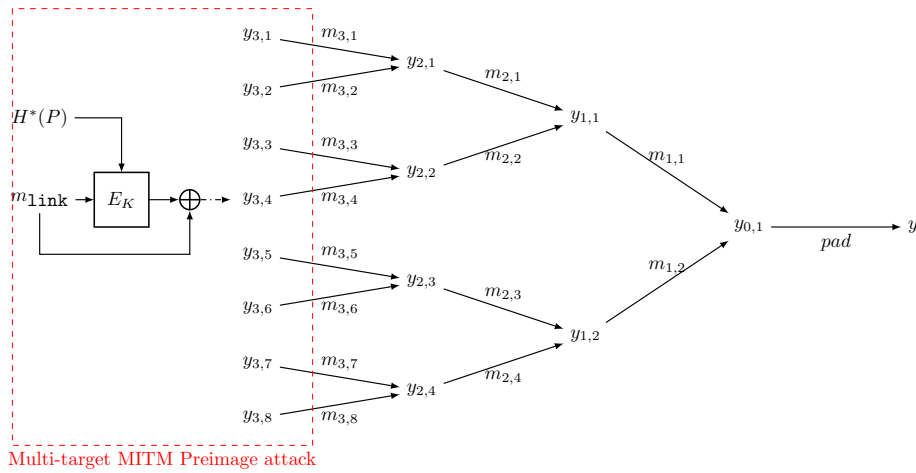 y3,1
m3,1
y2,1
m3,2
y3,2
m2,1
H*(P)
y1,1
y3,3
m3,3
m2,2
m1,1
y2,2
mlink
EK
y3,4
m3,4
y0,1
pad
y
y3,5
m3,5
m1,2
y2,3
m2,3
y3,6
m3,6
y1,2
y3,7
m3,7
m2,4
y2,4
y3,8
m3,8
Multi-target MITM Preimage attack